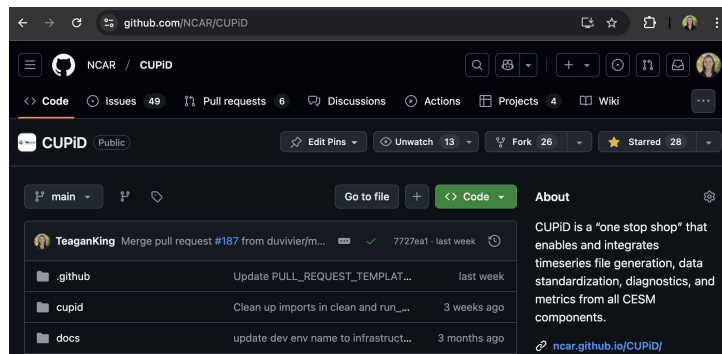 github.com/NCAR/CUPiD
NCAR / CUPiD
Code Issues 49 Pull requests 6 Discussions Actions Projects 4 Wiki
CUPiD Public Edit Pins Unwatch 13 Fork 26 Starred 28
main Go to file Code
About
TeaganKing Merge pull request #187 from duvivier/m... 7727ea1 · last week
.github Update PULL_REQUEST_TEMPLAT... last week
cupid Clean up imports in clean and run_... 3 weeks ago
docs update dev env name to infrastruct... 3 months ago
CUPiD is a “one stop shop” that
enables and integrates
timeseries file generation, data
standardization, diagnostics, and
metrics from all CESM
components.
ncar.github.io/CUPiD/